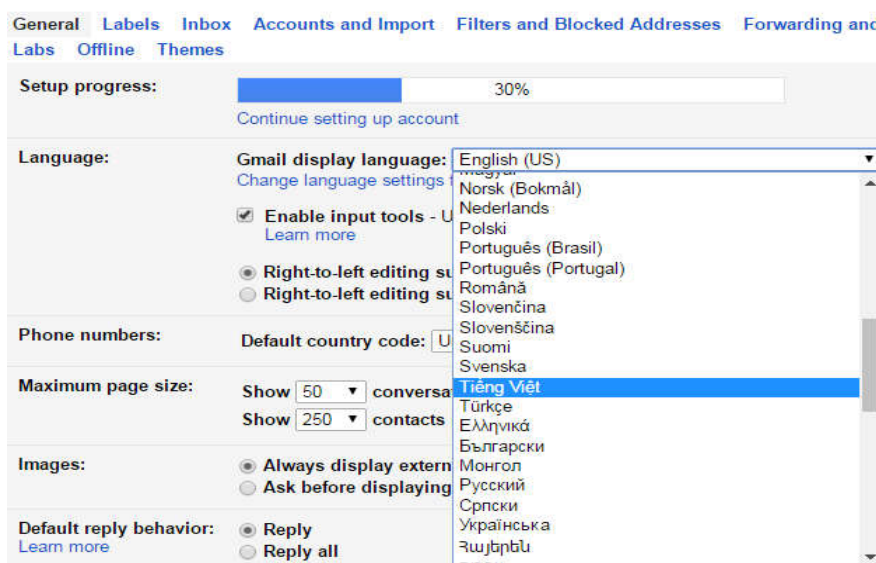 General Labels Inbox Accounts and Import Filters and Blocked Addresses Forwarding and
Labs Offline Themes
Setup progress:
30%
Continue setting up account
Language:
Gmail display language: English (US)
Change language settings
Magyar
Norsk (Bokmål)
Nederlands
Enable input tools - U
Learn more
Polski
Português (Brasil)
Português (Portugal)
Right-to-left editing su
Română
Right-to-left editing su
Slovenčina
Slovenščina
Phone numbers:
Default country code: U
Suomi
Svenska
Maximum page size:
Show 50 conversa
Tiếng Việt
Türkçe
Show 250 contacts
Ελληνικά
Български
Images:
Always display extern
Монгол
Ask before displaying
Русский
Српски
Default reply behavior:
Reply
Українська
Learn more
Reply all
Հայերեն